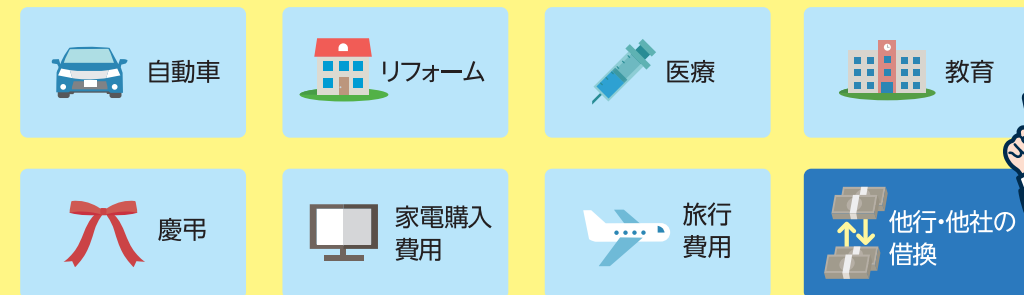 自動車
リフォーム
医療
教育
慶弔
家電購入
費用
旅行
費用
他行・他社の
借換